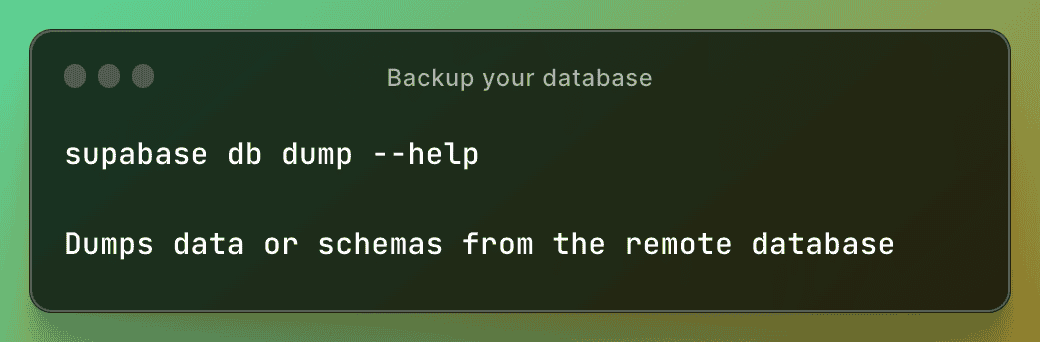 Backup your database
supabase db dump --help
Dumps data or schemas from the remote database